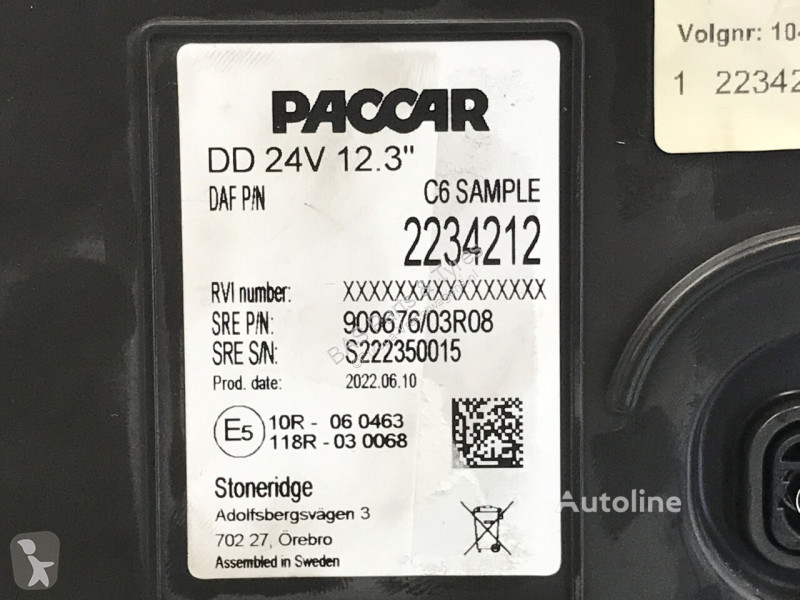 PACCAR
DD 24V 12.3"
DAF P/N C6 SAMPLE
2234212
RVI number: XXXXXXXXXXXXXXXX
SRE P/N: 900676/03R08
SRE S/N: S222350015
Prod. date: 2022.06.10
E5 10R - 06 0463
118R - 03 0068
Stoneridge
Adolfsbergsvägen 3
702 27, Örebro
Assembled in Sweden
Volgnr: 104
1 22342
Autoline